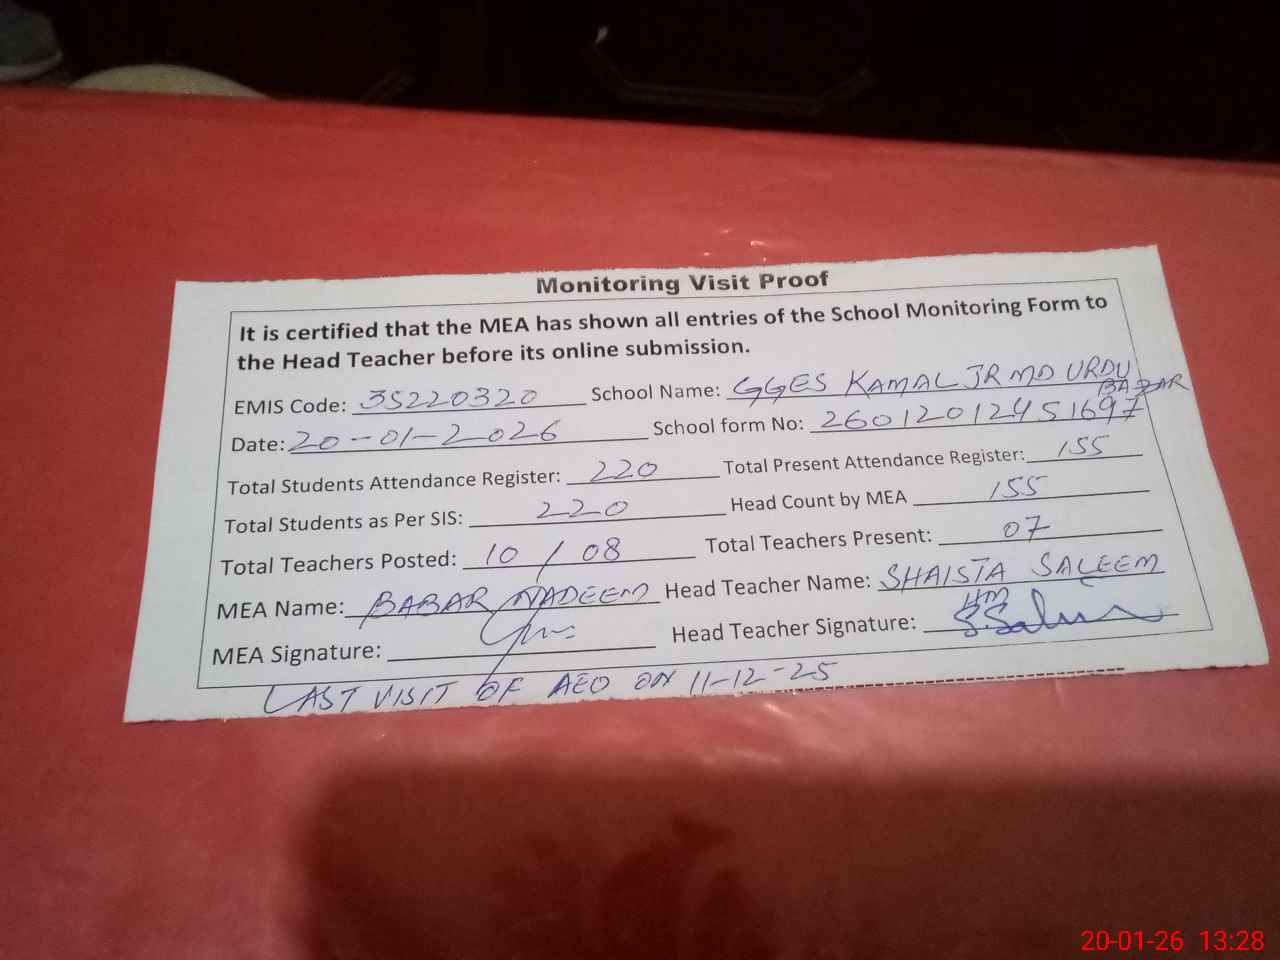 Monitoring Visit Proof
It is certified that the MEA has shown all entries of the School Monitoring Form to
the Head Teacher before its online submission.
EMIS Code: 35220320 School Name: GGES KAMAL JR MD URDU
BAZAR
Date: 20-01-2026 School form No: 260120122451697
Total Students Attendance Register: 220 Total Present Attendance Register: 155
Total Students as Per SIS: 220 Head Count by MEA 155
Total Teachers Posted: 10 / 08 Total Teachers Present: 07
MEA Name: BABAR NADEEM Head Teacher Name: SHAISTA SALEEM
HM
MEA Signature: Head Teacher Signature: S.Saleem
LAST VISIT OF AEO ON 11-12-25
20-01-26 13:28